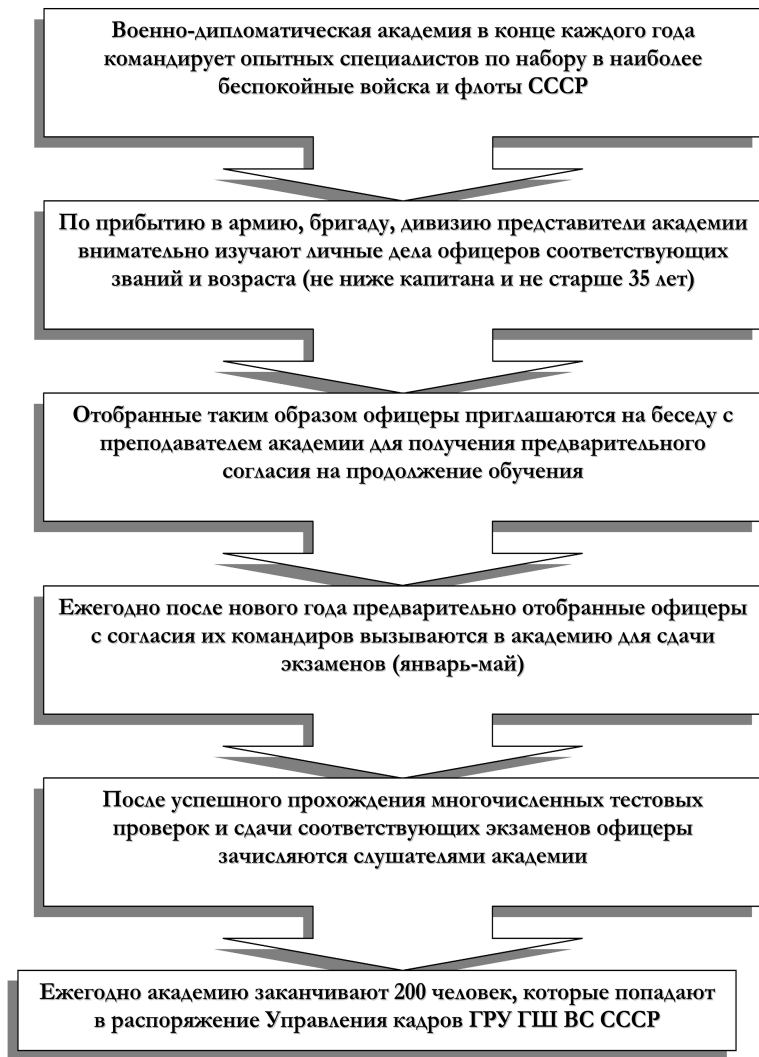 Военно-дипломатическая академия в конце каждого года
командирует опытных специалистов по набору в наиболее
беспокойные войска и флоты СССР
По прибытию в армию, бригаду, дивизию представители академии
внимательно изучают личные дела офицеров соответствующих
званий и возраста (не ниже капитана и не старше 35 лет)
Отобранные таким образом офицеры приглашаются на беседу с
преподавателем академии для получения предварительного
согласия на продолжение обучения
Ежегодно после нового года предварительно отобранные офицеры
с согласия их командиров вызываются в академию для сдачи
экзаменов (январь-май)
После успешного прохождения многочисленных тестовых
проверок и сдачи соответствующих экзаменов офицеры
зачисляются слушателями академии
Ежегодно академию заканчивают 200 человек, которые попадают
в распоряжение Управления кадров ГРУ ГШ ВС СССР